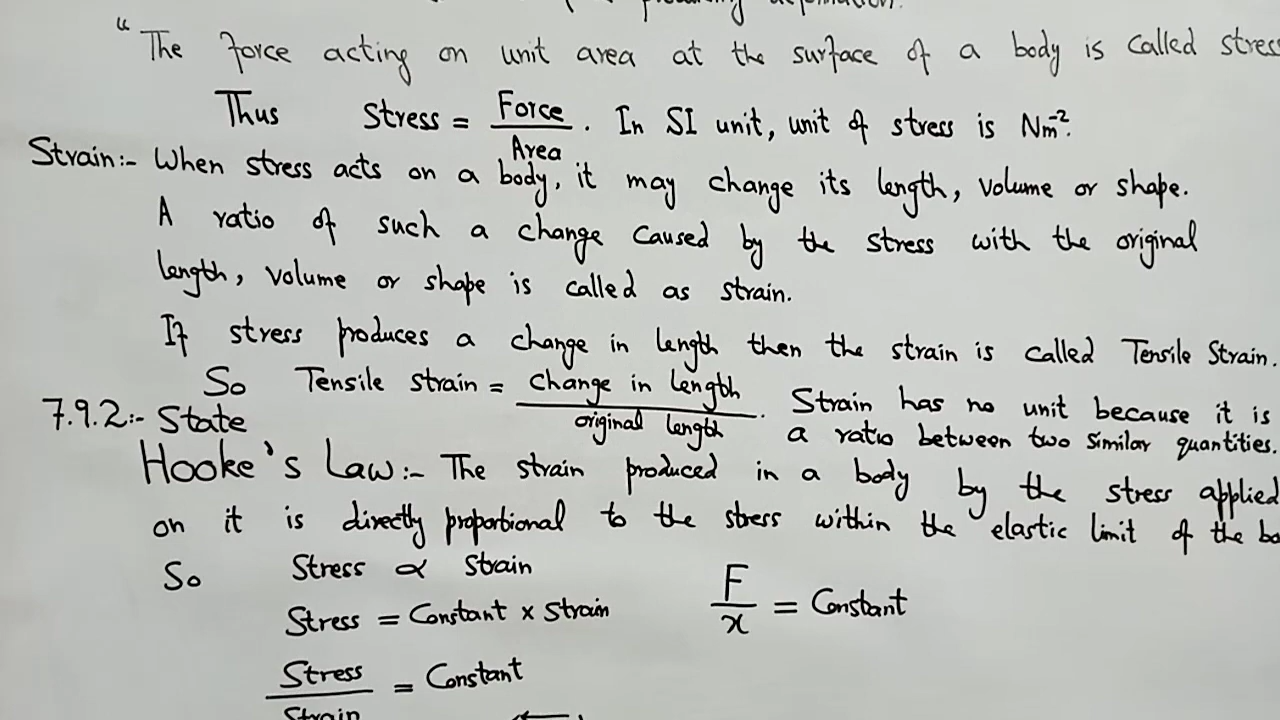 producing deformation.
"The force acting on unit area at the surface of a body is called stress
Thus Stress = Force / Area . In SI unit, unit of stress is Nm⁻².
Strain:- When stress acts on a body, it may change its length, volume or shape.
A ratio of such a change caused by the stress with the original
length, volume or shape is called as strain.
If stress produces a change in length then the strain is called Tensile Strain.
So Tensile strain = change in length / original length . Strain has no unit because it is
a ratio between two similar quantities.
7.9.2:- State
Hooke's Law:- The strain produced in a body by the stress applied
on it is directly proportional to the stress within the elastic limit of the bo
So Stress ∝ strain
Stress = Constant × Strain
F / x = Constant
Stress / Strain = Constant